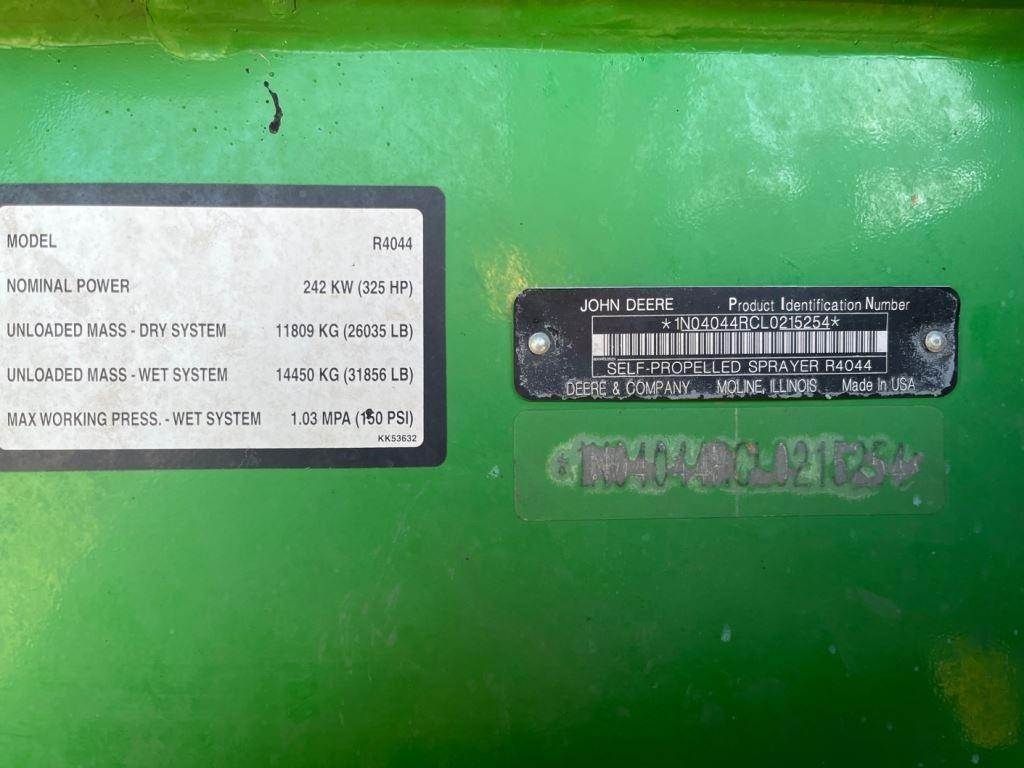 MODEL R4044
NOMINAL POWER 242 KW (325 HP)
UNLOADED MASS - DRY SYSTEM 11809 KG (26035 LB)
UNLOADED MASS - WET SYSTEM 14450 KG (31856 LB)
MAX WORKING PRESS. - WET SYSTEM 1.03 MPA (150 PSI)
KK53632
JOHN DEERE Product Identification Number
*1N04044RCL0215254*
SELF-PROPELLED SPRAYER R4044
DEERE & COMPANY MOLINE, ILLINOIS Made In USA
*1N04044RCL0215254*